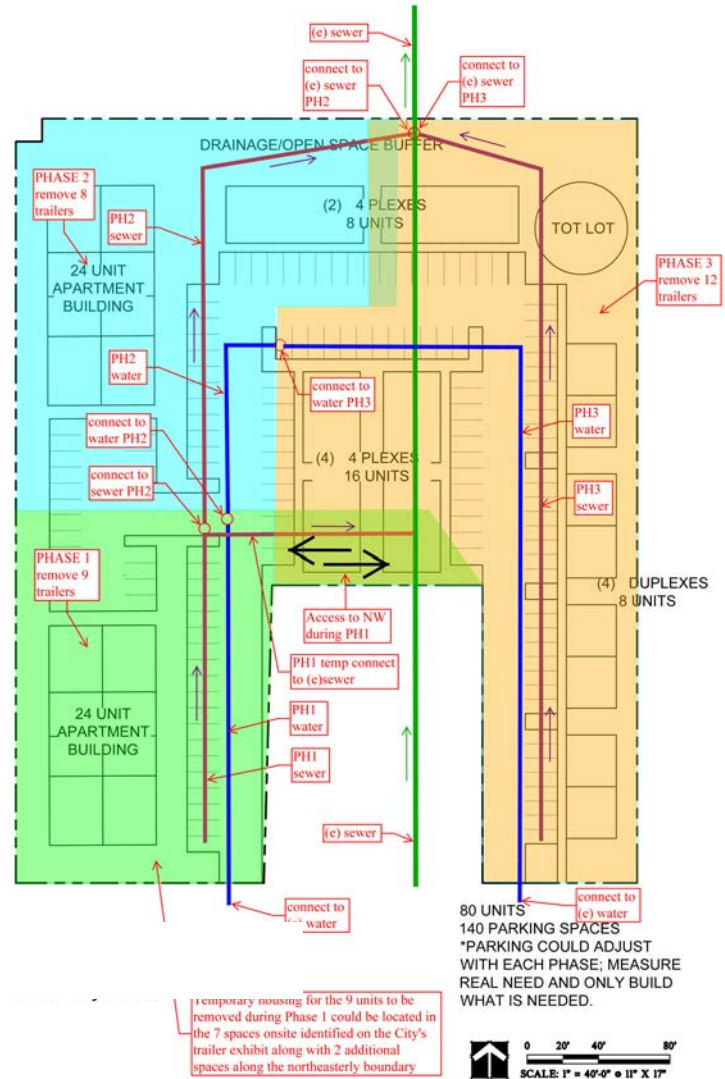 (e) sewer
connect to
(e) sewer
PH2
connect to
(e) sewer
PH3
DRAINAGE/OPEN SPACE BUFFER
PHASE 2
remove 8
trailers
PH2
sewer
(2) 4 PLEXES
8 UNITS
TOT LOT
24 UNIT
APARTMENT
BUILDING
PHASE 3
remove 12
trailers
PH2
water
connect to
water PH3
connect to
water PH2
PH3
water
connect to
sewer PH2
(4) 4 PLEXES
16 UNITS
PH3
sewer
PHASE 1
remove 9
trailers
(4) DUPLEXES
8 UNITS
Access to NW
during PH1
PH1 temp connect
to (e)sewer
24 UNIT
APARTMENT
BUILDING
PH1
water
PH1
sewer
(e) sewer
connect to
water
connect to
(e) water
80 UNITS
140 PARKING SPACES
*PARKING COULD ADJUST
WITH EACH PHASE; MEASURE
REAL NEED AND ONLY BUILD
WHAT IS NEEDED.
Temporary housing for the 9 units to be
removed during Phase 1 could be located in
the 7 spaces onsite identified on the City's
trailer exhibit along with 2 additional
spaces along the northeasterly boundary
0 20' 40' 80'
SCALE: 1" = 40'-0" @ 11" X 17"